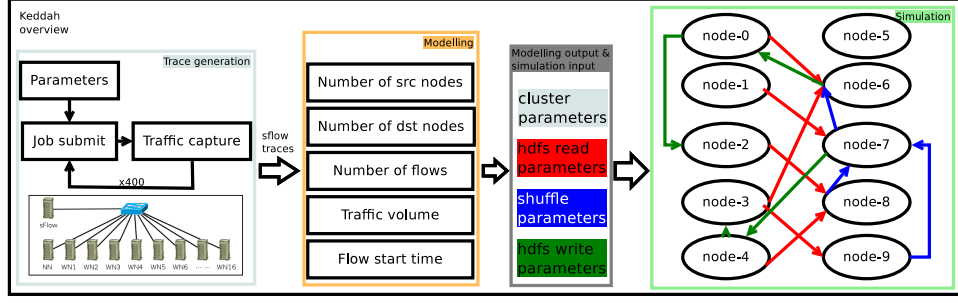 Keddah
overview
Trace generation
Parameters
Job submit
Traffic capture
x400
sFlow
NN WN1 WN2 WN3 WN4 WN5 WN6 ... ... WN16
sflow
traces
Modelling
Number of src nodes
Number of dst nodes
Number of flows
Traffic volume
Flow start time
Modelling output &
simulation input
cluster
parameters
hdfs read
parameters
shuffle
parameters
hdfs write
parameters
Simulation
node-0
node-1
node-2
node-3
node-4
node-5
node-6
node-7
node-8
node-9